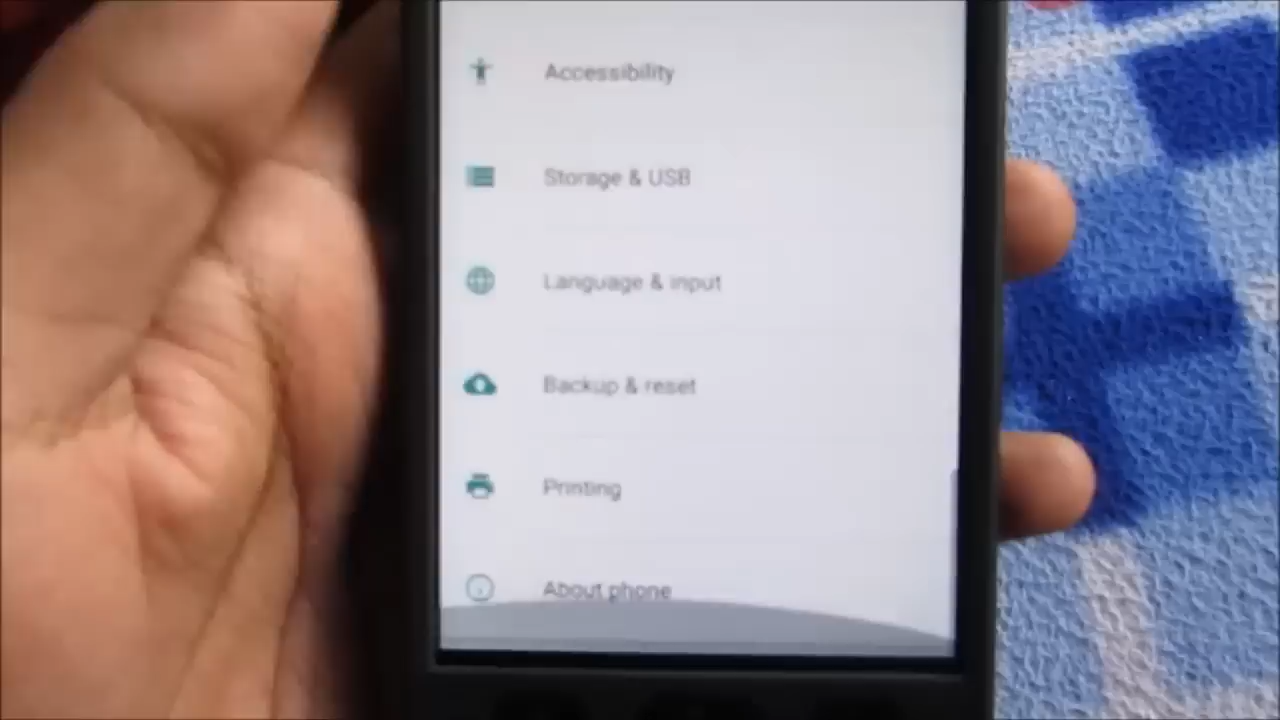 Accessibility
Storage & USB
Language & input
Backup & reset
Printing
About phone